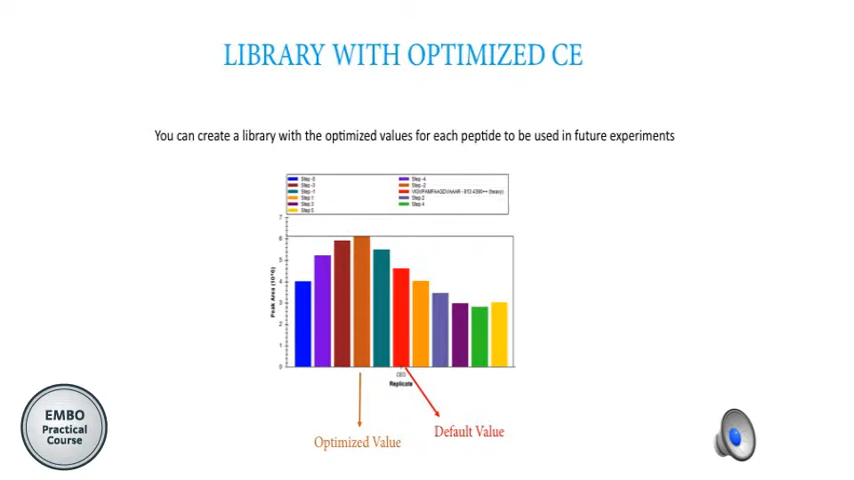 LIBRARY WITH OPTIMIZED CE
You can create a library with the optimized values for each peptide to be used in future experiments
Step -5
Step -4
Step -3
Step -2
Step -1
Step 1
Step 2
Step 3
Step 4
Step 5
7
6
5
4
3
2
1
0
Peak Area (10^6)
Replicate
Optimized Value
Default Value
EMBO
Practical
Course